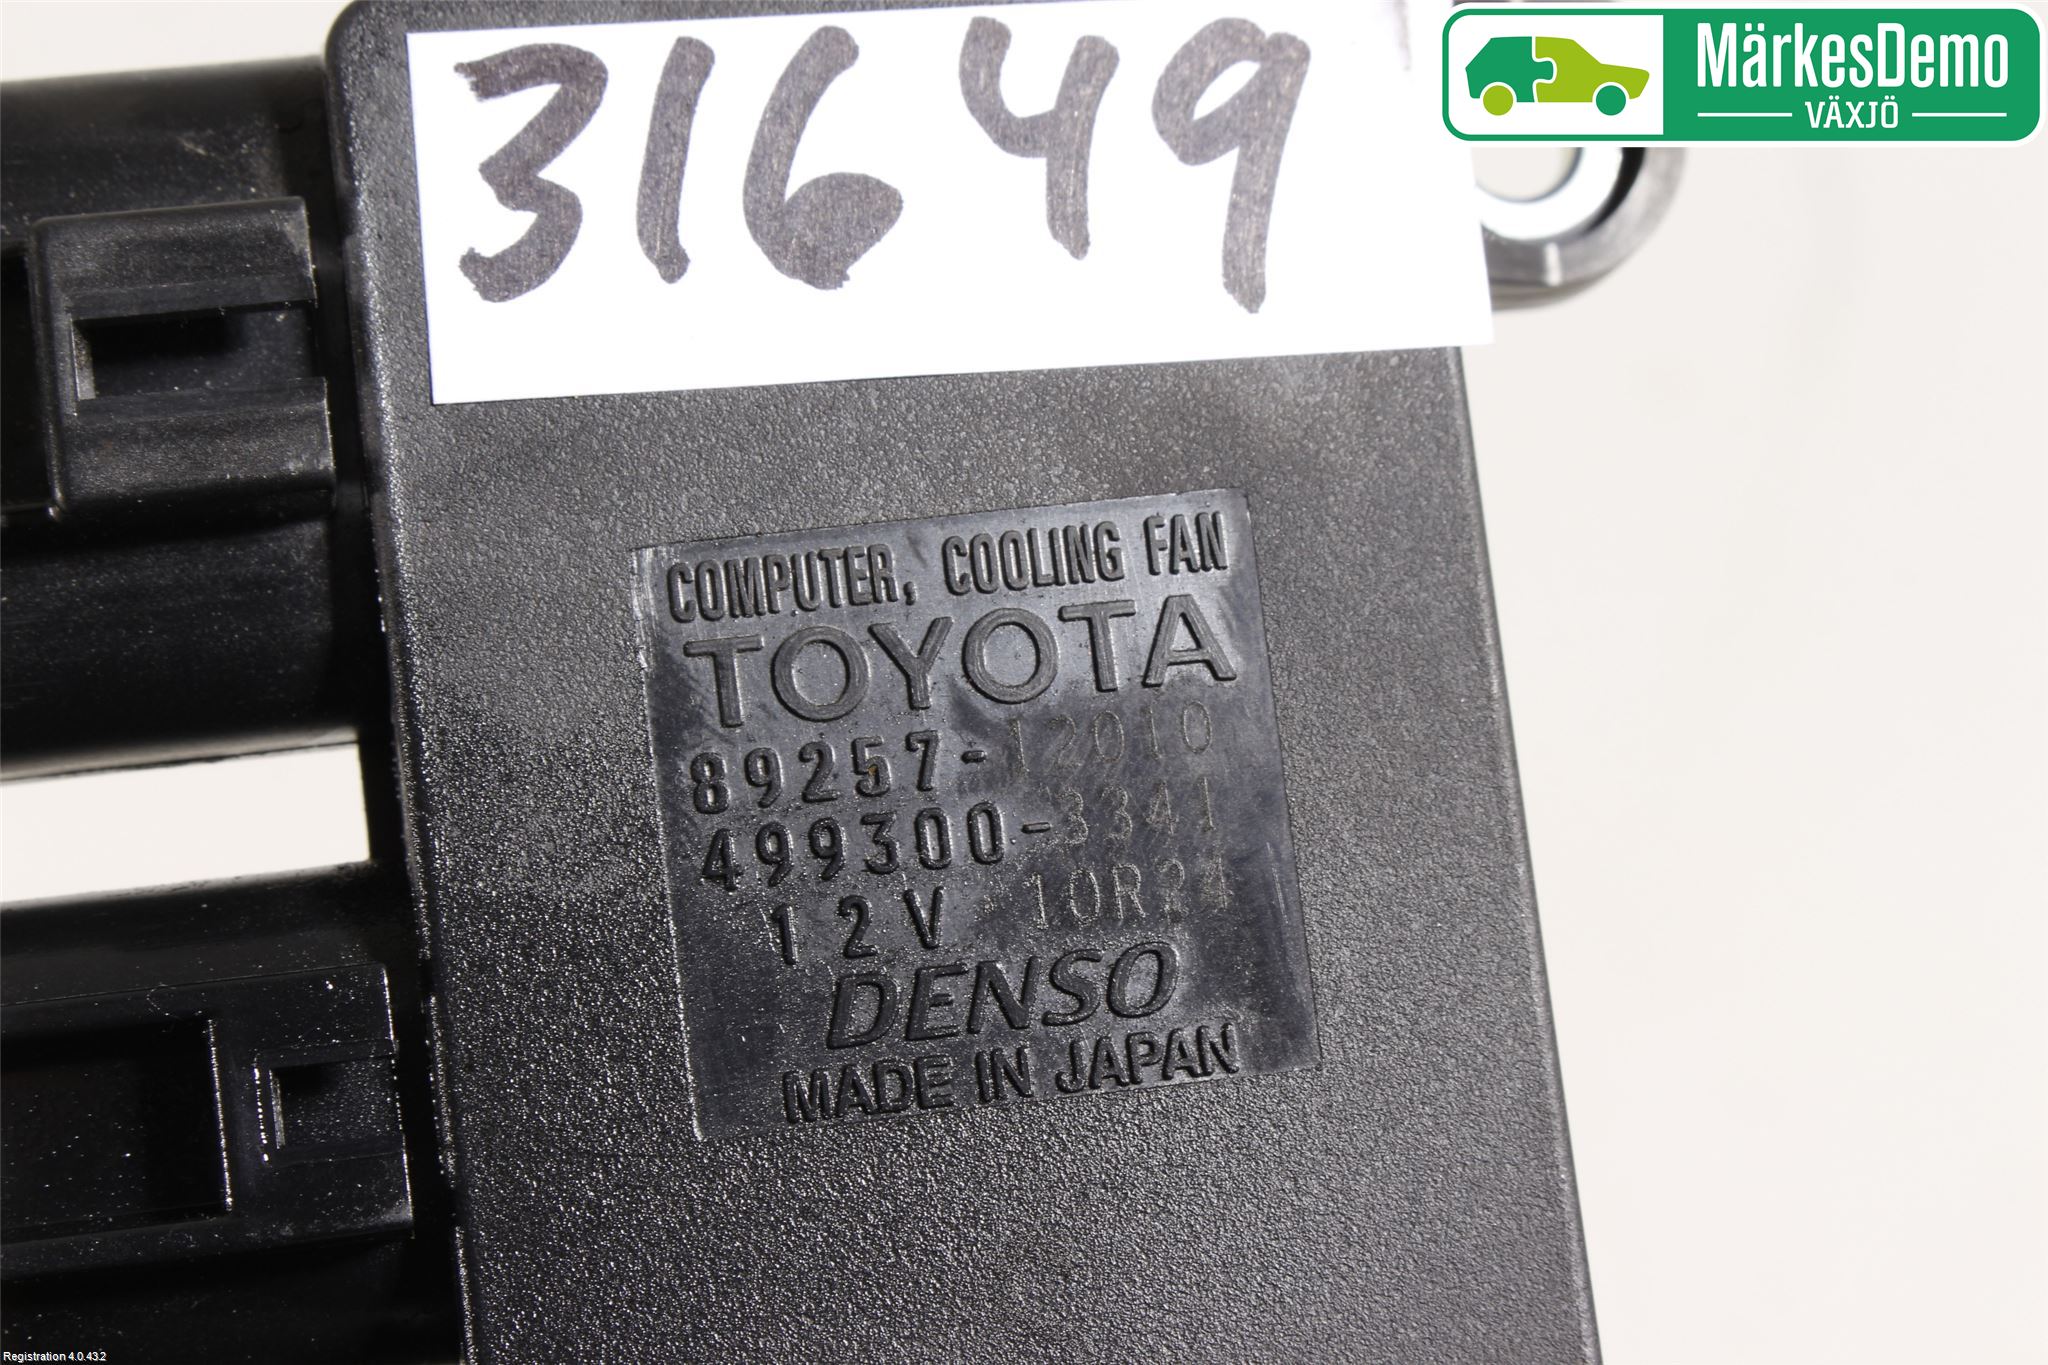 31649
MärkesDemo
VÄXJÖ
COMPUTER, COOLING FAN
TOYOTA
89257-12010
499300-3341
12V 10R24
DENSO
MADE IN JAPAN
Registration 4.0.43.2